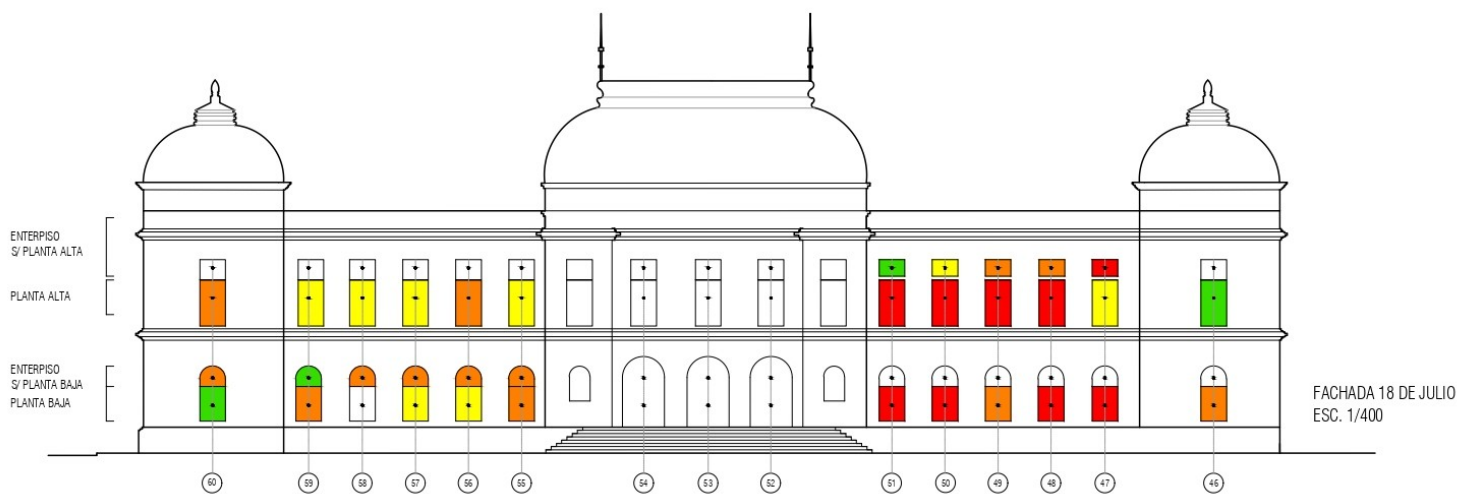 ENTERPISO
S/ PLANTA ALTA
PLANTA ALTA
ENTERPISO
S/ PLANTA BAJA
PLANTA BAJA
FACHADA 18 DE JULIO
ESC. 1/400
60 59 58 57 56 55 54 53 52 51 50 49 48 47 46